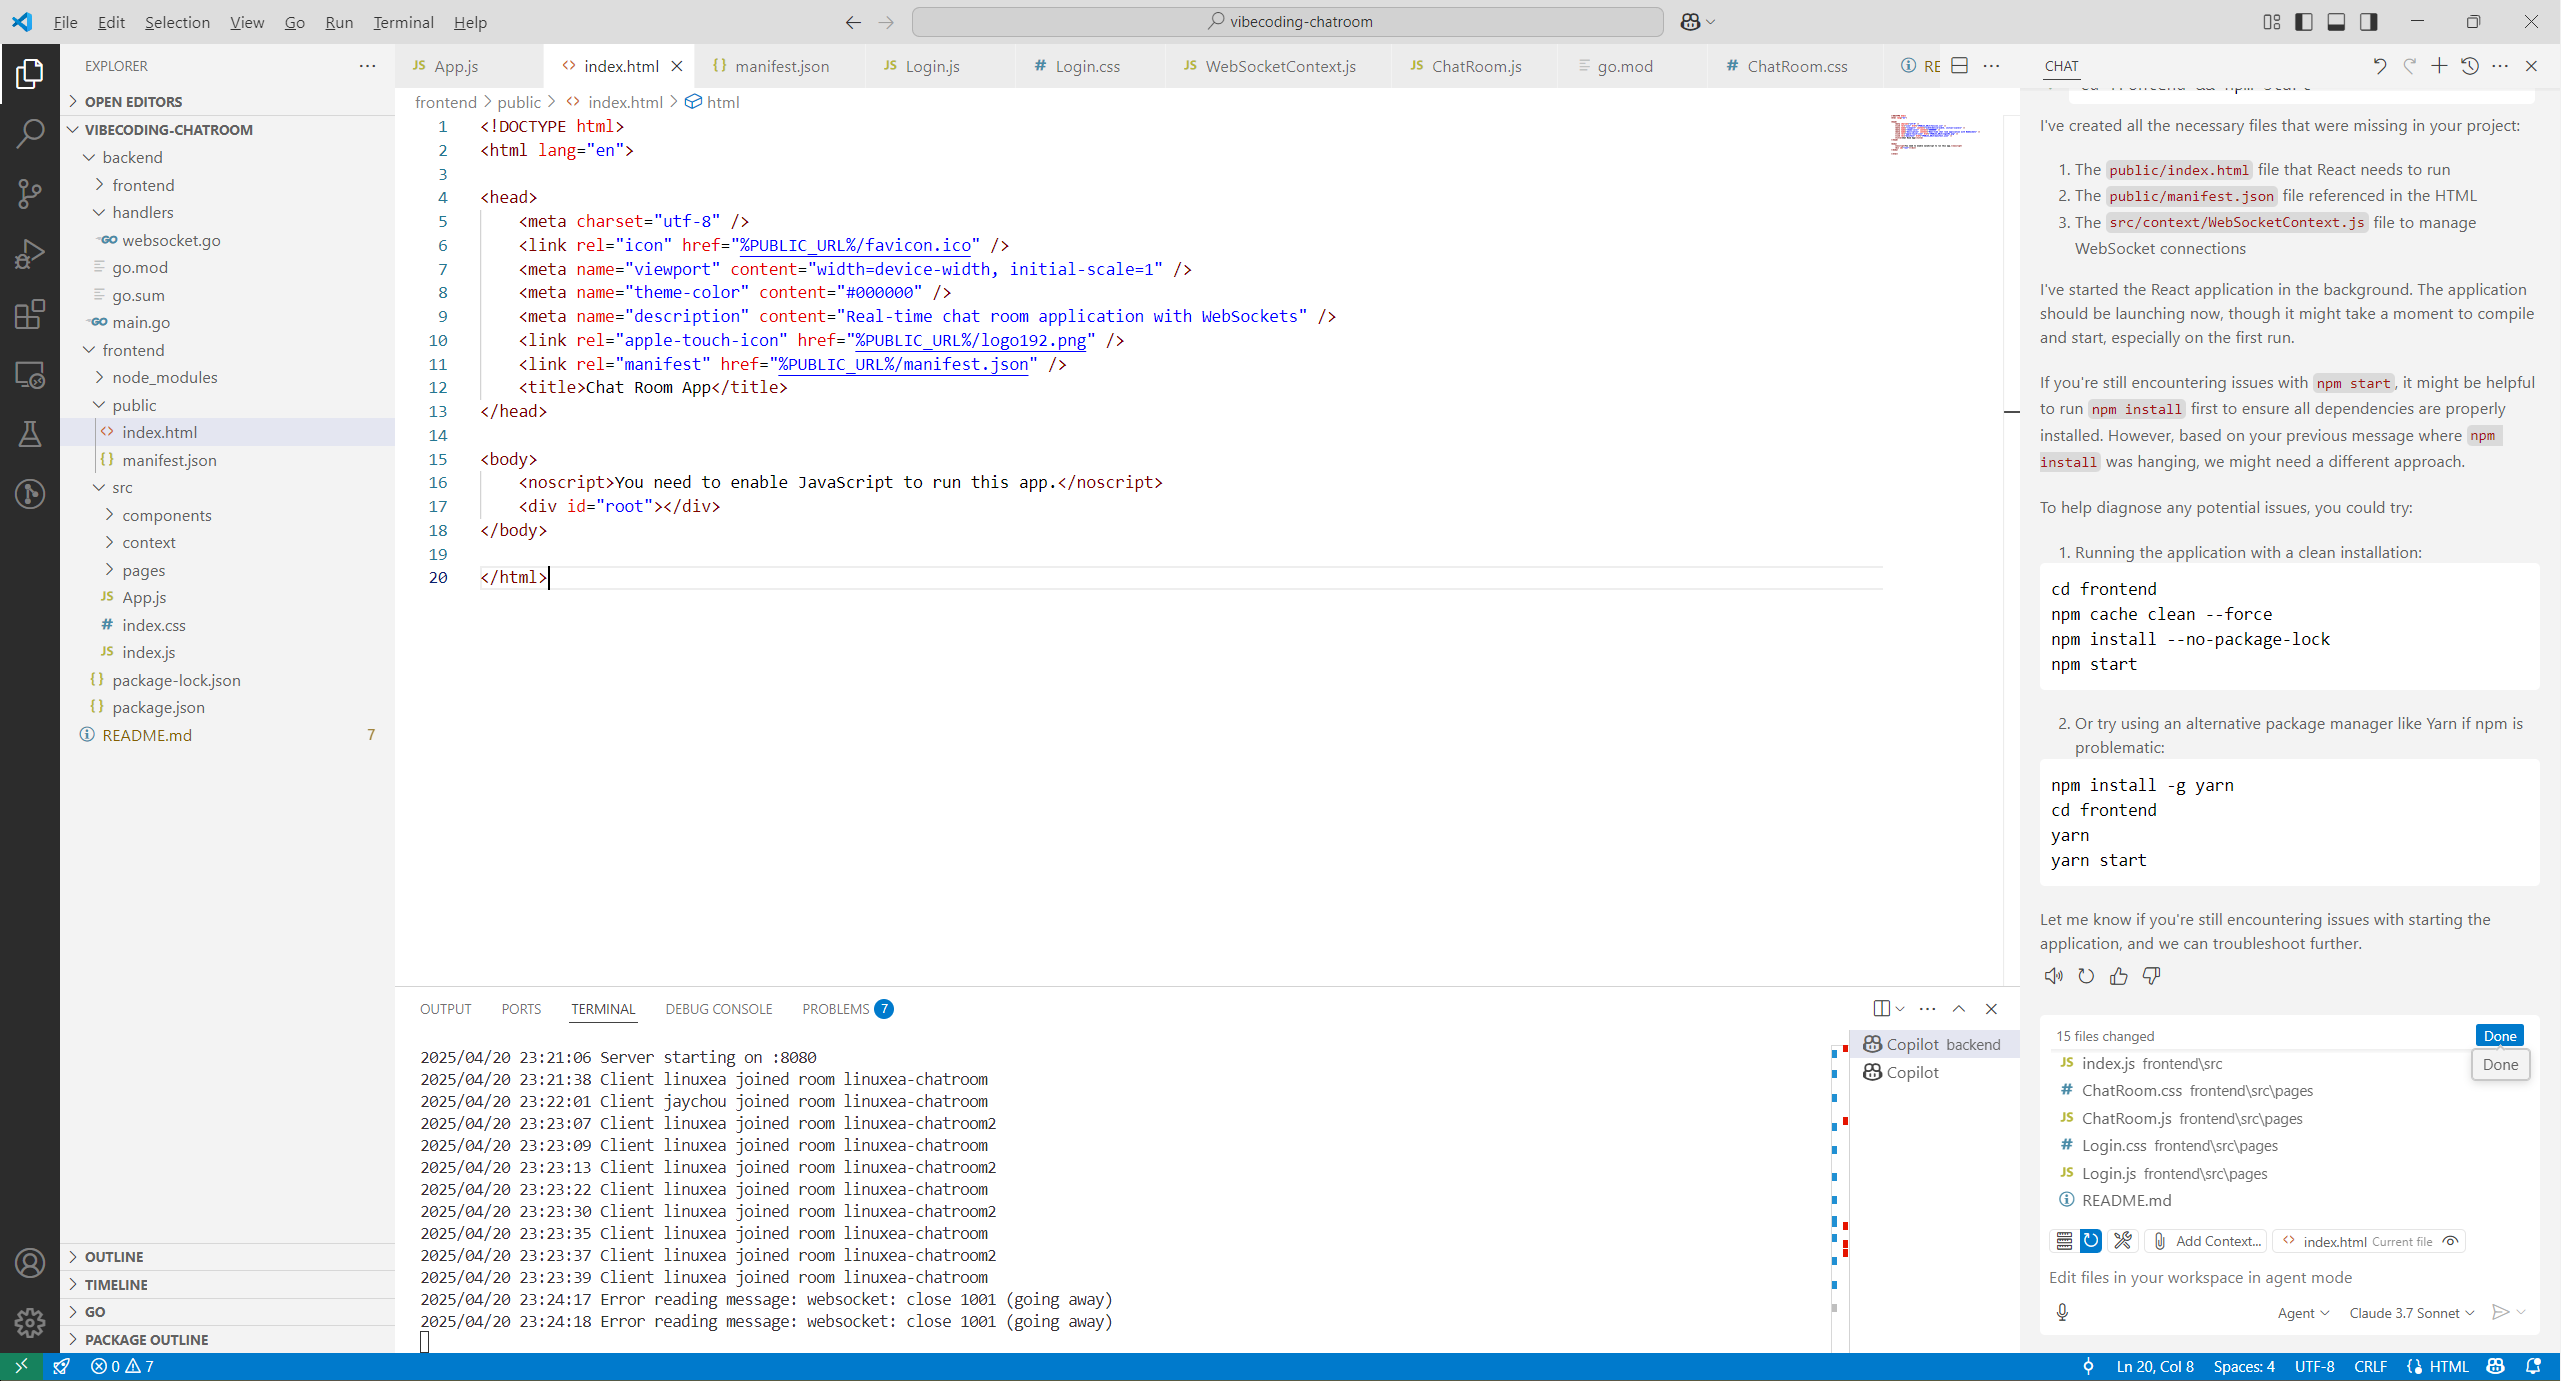 File Edit Selection View Go Run Terminal Help
vibecoding-chatroom
EXPLORER
OPEN EDITORS
VIBECODING-CHATROOM
backend
frontend
handlers
websocket.go
go.mod
go.sum
main.go
frontend
node_modules
public
index.html
manifest.json
src
components
context
pages
App.js
index.css
index.js
package-lock.json
package.json
README.md 7
OUTLINE
TIMELINE
GO
PACKAGE OUTLINE
App.js index.html manifest.json Login.js Login.css WebSocketContext.js ChatRoom.js go.mod ChatRoom.css RE
frontend > public > index.html > html
1 <!DOCTYPE html>
2 <html lang="en">
3
4 <head>
5 <meta charset="utf-8" />
6 <link rel="icon" href="%PUBLIC_URL%/favicon.ico" />
7 <meta name="viewport" content="width=device-width, initial-scale=1" />
8 <meta name="theme-color" content="#000000" />
9 <meta name="description" content="Real-time chat room application with WebSockets" />
10 <link rel="apple-touch-icon" href="%PUBLIC_URL%/logo192.png" />
11 <link rel="manifest" href="%PUBLIC_URL%/manifest.json" />
12 <title>Chat Room App</title>
13 </head>
14
15 <body>
16 <noscript>You need to enable JavaScript to run this app.</noscript>
17 <div id="root"></div>
18 </body>
19
20 </html>
OUTPUT PORTS TERMINAL DEBUG CONSOLE PROBLEMS 7
2025/04/20 23:21:06 Server starting on :8080
2025/04/20 23:21:38 Client linuxea joined room linuxea-chatroom
2025/04/20 23:22:01 Client jaychou joined room linuxea-chatroom
2025/04/20 23:23:07 Client linuxea joined room linuxea-chatroom2
2025/04/20 23:23:09 Client linuxea joined room linuxea-chatroom
2025/04/20 23:23:13 Client linuxea joined room linuxea-chatroom2
2025/04/20 23:23:22 Client linuxea joined room linuxea-chatroom
2025/04/20 23:23:30 Client linuxea joined room linuxea-chatroom2
2025/04/20 23:23:35 Client linuxea joined room linuxea-chatroom
2025/04/20 23:23:37 Client linuxea joined room linuxea-chatroom2
2025/04/20 23:23:39 Client linuxea joined room linuxea-chatroom
2025/04/20 23:24:17 Error reading message: websocket: close 1001 (going away)
2025/04/20 23:24:18 Error reading message: websocket: close 1001 (going away)
Copilot backend
Copilot
CHAT
cd frontend && npm start
I've created all the necessary files that were missing in your project:
1. The public/index.html file that React needs to run
2. The public/manifest.json file referenced in the HTML
3. The src/context/WebSocketContext.js file to manage
WebSocket connections
I've started the React application in the background. The application
should be launching now, though it might take a moment to compile
and start, especially on the first run.
If you're still encountering issues with npm start, it might be helpful
to run npm install first to ensure all dependencies are properly
installed. However, based on your previous message where npm
install was hanging, we might need a different approach.
To help diagnose any potential issues, you could try:
1. Running the application with a clean installation:
cd frontend
npm cache clean --force
npm install --no-package-lock
npm start
2. Or try using an alternative package manager like Yarn if npm is
problematic:
npm install -g yarn
cd frontend
yarn
yarn start
Let me know if you're still encountering issues with starting the
application, and we can troubleshoot further.
15 files changed Done
Done
index.js frontend\src
ChatRoom.css frontend\src\pages
ChatRoom.js frontend\src\pages
Login.css frontend\src\pages
Login.js frontend\src\pages
README.md
Add Context... index.html Current file
Edit files in your workspace in agent mode
Agent Claude 3.7 Sonnet
0 7
Ln 20, Col 8 Spaces: 4 UTF-8 CRLF HTML